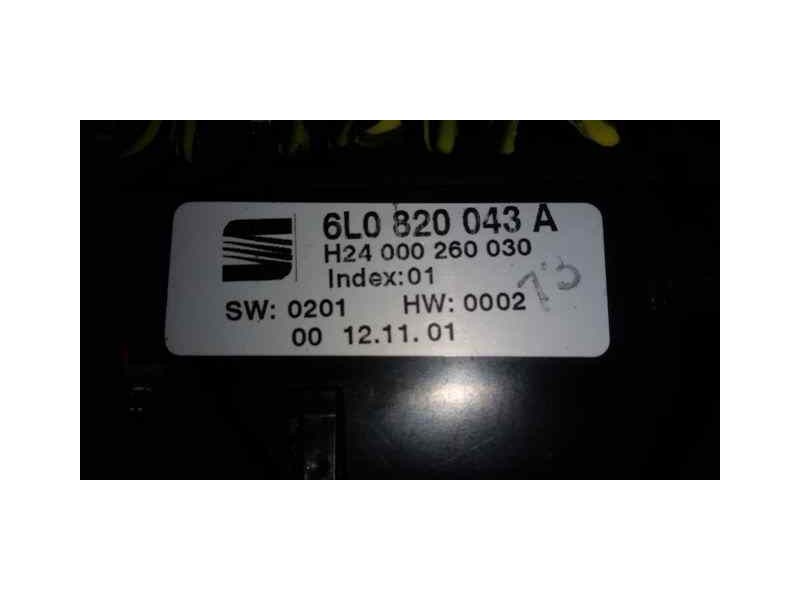 6L0 820 043 A
H24 000 260 030
Index:01
SW: 0201 HW: 0002
00 12.11.01